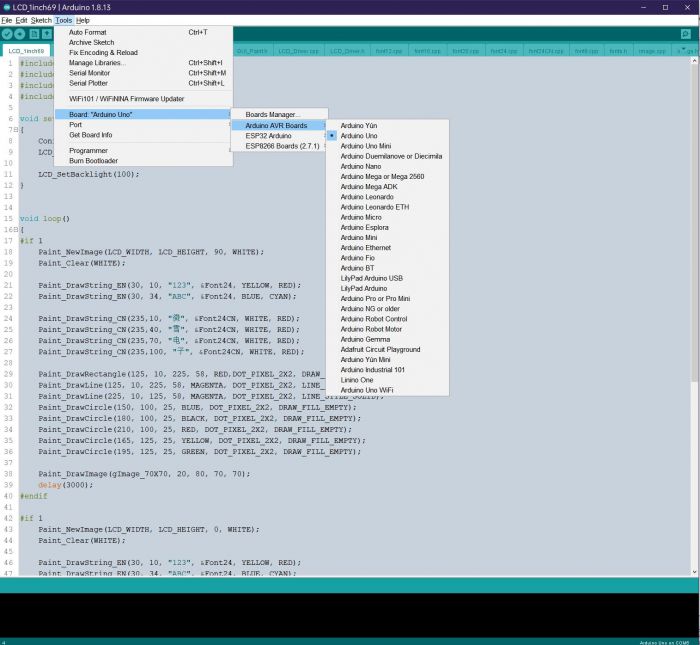 LCD_1inch69 | Arduino 1.8.13
File Edit Sketch Tools Help
LCD_1inch69
GUI_Paint.h LCD_Driver.cpp LCD_Driver.h font12.cpp font16.cpp font20.cpp font24.cpp font24CN.cpp font8.cpp fonts.h image.cpp
Auto Format Ctrl+T
Archive Sketch
Fix Encoding & Reload
Manage Libraries... Ctrl+Shift+I
Serial Monitor Ctrl+Shift+M
Serial Plotter Ctrl+Shift+L
WiFi101 / WiFiNINA Firmware Updater
Board: "Arduino Uno"
Port
Get Board Info
Programmer
Burn Bootloader
Boards Manager...
Arduino AVR Boards
ESP32 Arduino
ESP8266 Boards (2.7.1)
Arduino Yún
Arduino Uno
Arduino Uno Mini
Arduino Duemilanove or Diecimila
Arduino Nano
Arduino Mega or Mega 2560
Arduino Mega ADK
Arduino Leonardo
Arduino Leonardo ETH
Arduino Micro
Arduino Esplora
Arduino Mini
Arduino Ethernet
Arduino Fio
Arduino BT
LilyPad Arduino USB
LilyPad Arduino
Arduino Pro or Pro Mini
Arduino NG or older
Arduino Robot Control
Arduino Robot Motor
Arduino Gemma
Adafruit Circuit Playground
Arduino Yún Mini
Arduino Industrial 101
Linino One
Arduino Uno WiFi
1 #include
2 #include
3 #include
4 #include
5
6 void se
7 {
8 Con
9 LCD_
10
11 LCD_SetBacklight(100);
12 }
13
14
15 void loop()
16 {
17 #if 1
18 Paint_NewImage(LCD_WIDTH, LCD_HEIGHT, 90, WHITE);
19 Paint_Clear(WHITE);
20
21 Paint_DrawString_EN(30, 10, "123", &Font24, YELLOW, RED);
22 Paint_DrawString_EN(30, 34, "ABC", &Font24, BLUE, CYAN);
23
24 Paint_DrawString_CN(235,10, "微", &Font24CN, WHITE, RED);
25 Paint_DrawString_CN(235,40, "雪", &Font24CN, WHITE, RED);
26 Paint_DrawString_CN(235,70, "电", &Font24CN, WHITE, RED);
27 Paint_DrawString_CN(235,100, "子", &Font24CN, WHITE, RED);
28
29 Paint_DrawRectangle(125, 10, 225, 58, RED,DOT_PIXEL_2X2, DRAW_
30 Paint_DrawLine(125, 10, 225, 58, MAGENTA, DOT_PIXEL_2X2, LINE_
31 Paint_DrawLine(225, 10, 125, 58, MAGENTA, DOT_PIXEL_2X2, LINE_STYLE_SOLID);
32 Paint_DrawCircle(150, 100, 25, BLUE, DOT_PIXEL_2X2, DRAW_FILL_EMPTY);
33 Paint_DrawCircle(180, 100, 25, BLACK, DOT_PIXEL_2X2, DRAW_FILL_EMPTY);
34 Paint_DrawCircle(210, 100, 25, RED, DOT_PIXEL_2X2, DRAW_FILL_EMPTY);
35 Paint_DrawCircle(165, 125, 25, YELLOW, DOT_PIXEL_2X2, DRAW_FILL_EMPTY);
36 Paint_DrawCircle(195, 125, 25, GREEN, DOT_PIXEL_2X2, DRAW_FILL_EMPTY);
37
38 Paint_DrawImage(gImage_70X70, 20, 80, 70, 70);
39 delay(3000);
40 #endif
41
42 #if 1
43 Paint_NewImage(LCD_WIDTH, LCD_HEIGHT, 0, WHITE);
44 Paint_Clear(WHITE);
45
46 Paint_DrawString_EN(30, 10, "123", &Font24, YELLOW, RED);
47 Paint_DrawString_EN(30, 34, "ABC", &Font24, BLUE, CYAN);
4
Arduino Uno on COM6